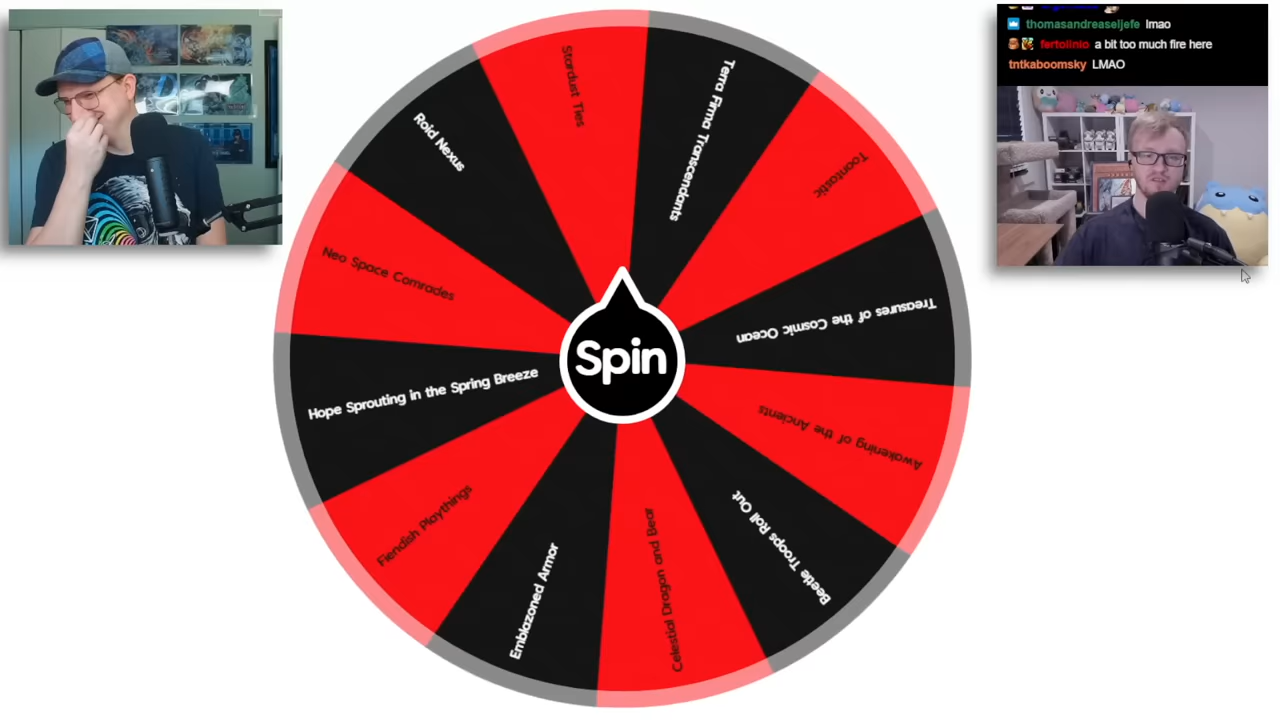 thomasandreaseljefe lmao
fertolinio a bit too much fire here
tntkaboomsky LMAO
Stardust Ties
Terra Firma Transcendants
Toontastic
Treasures of the Cosmic Ocean
Awakening of the Ancients
Beetle Troops Roll Out
Celestial Dragon and Bear
Emblazoned Armor
Fiendish Playthings
Hope Sprouting in the Spring Breeze
Neo Space Comrades
Roid Nexus
Spin